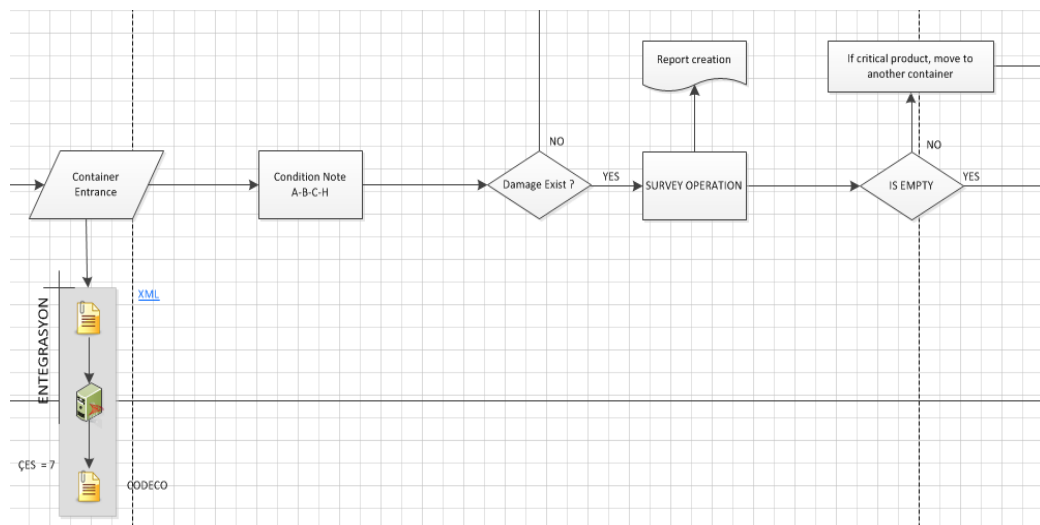 Report creation
If critical product, move to
another container
NO
NO
Container
Entrance
Condition Note
A-B-C-H
Damage Exist ?
YES
SURVEY OPERATION
IS EMPTY
YES
XML
ENTEGRASYON
ÇES = 7
CODECO